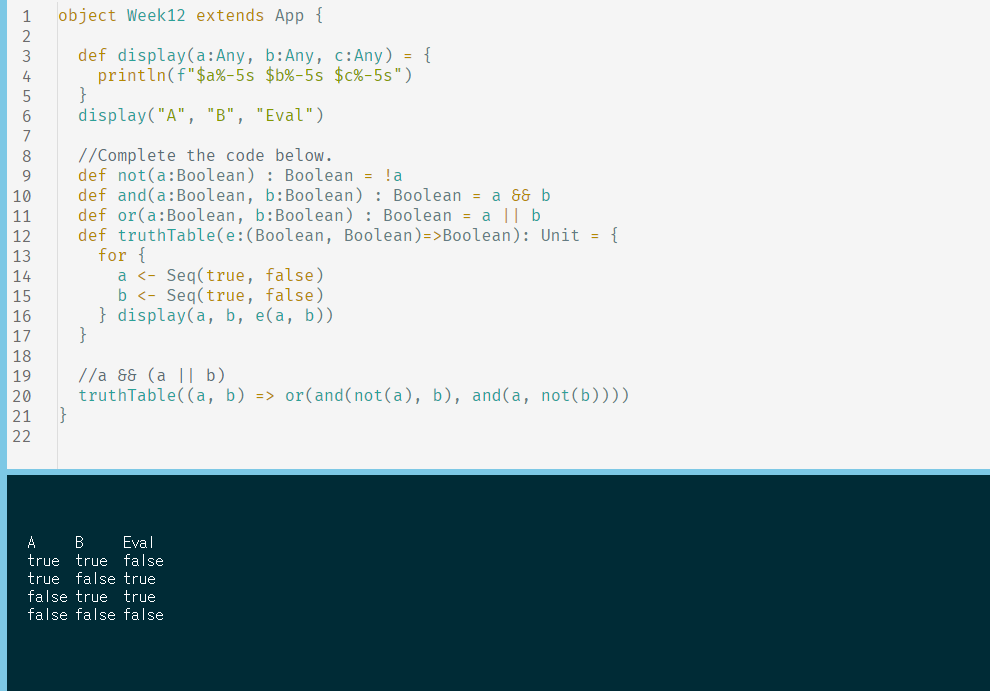 1 object Week12 extends App {
2
3   def display(a:Any, b:Any, c:Any) = {
4     println(f"$a%-5s $b%-5s $c%-5s")
5   }
6   display("A", "B", "Eval")
7
8   //Complete the code below.
9   def not(a:Boolean) : Boolean = !a
10   def and(a:Boolean, b:Boolean) : Boolean = a && b
11   def or(a:Boolean, b:Boolean) : Boolean = a || b
12   def truthTable(e:(Boolean, Boolean)=>Boolean): Unit = {
13     for {
14       a <- Seq(true, false)
15       b <- Seq(true, false)
16     } display(a, b, e(a, b))
17   }
18
19   //a && (a || b)
20   truthTable((a, b) => or(and(not(a), b), and(a, not(b))))
21 }
22
A     B     Eval
true  true  false
true  false true
false true  true
false false false